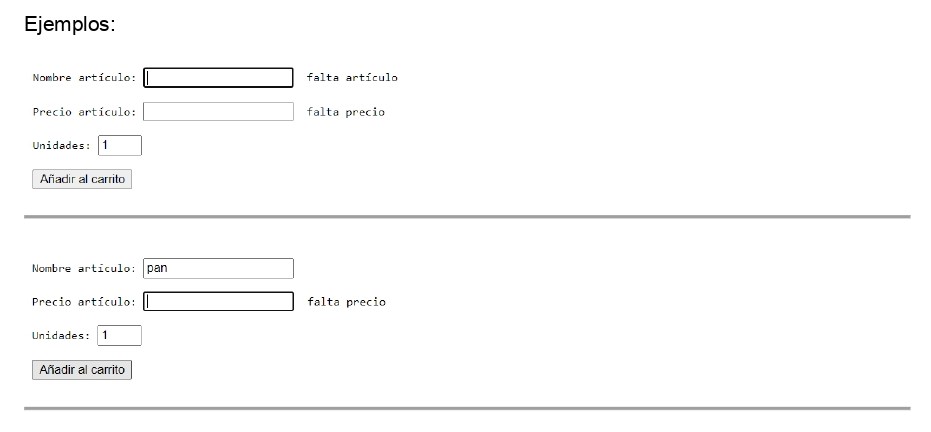 Ejemplos:
Nombre artículo: falta artículo
Precio artículo: falta precio
Unidades: 1
Añadir al carrito
Nombre artículo: pan
Precio artículo: falta precio
Unidades: 1
Añadir al carrito